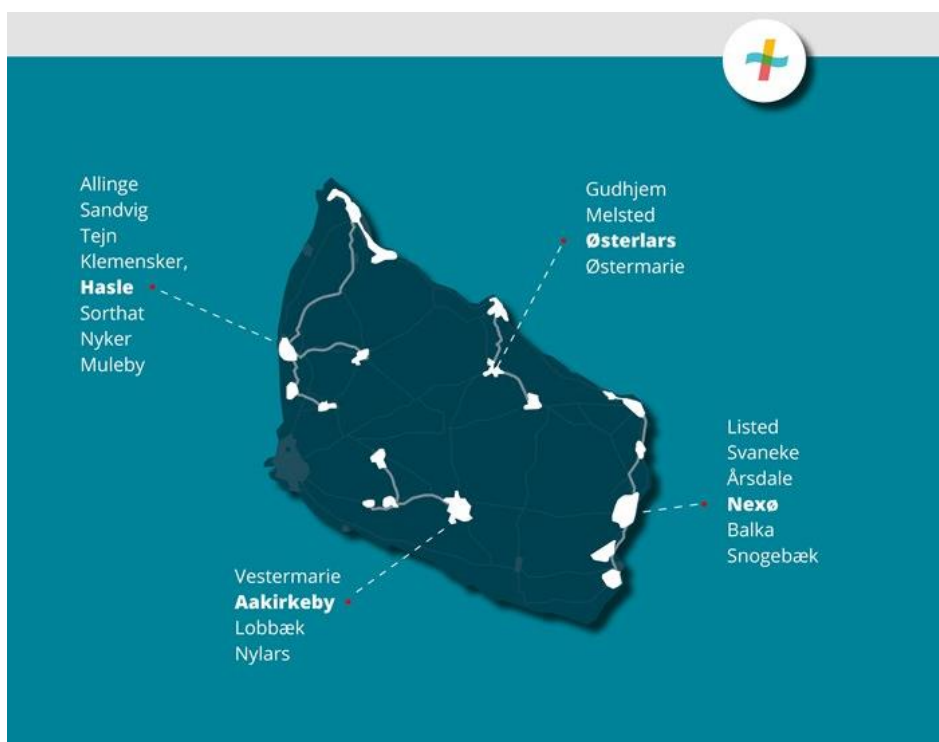 Allinge
Sandvig
Tejn
Klemensker,
Hasle
Sorthat
Nyker
Muleby
Gudhjem
Melsted
Østerlars
Østermarie
Listed
Svaneke
Årsdale
Nexø
Balka
Snogebæk
Vestermarie
Aakirkeby
Lobbæk
Nylars